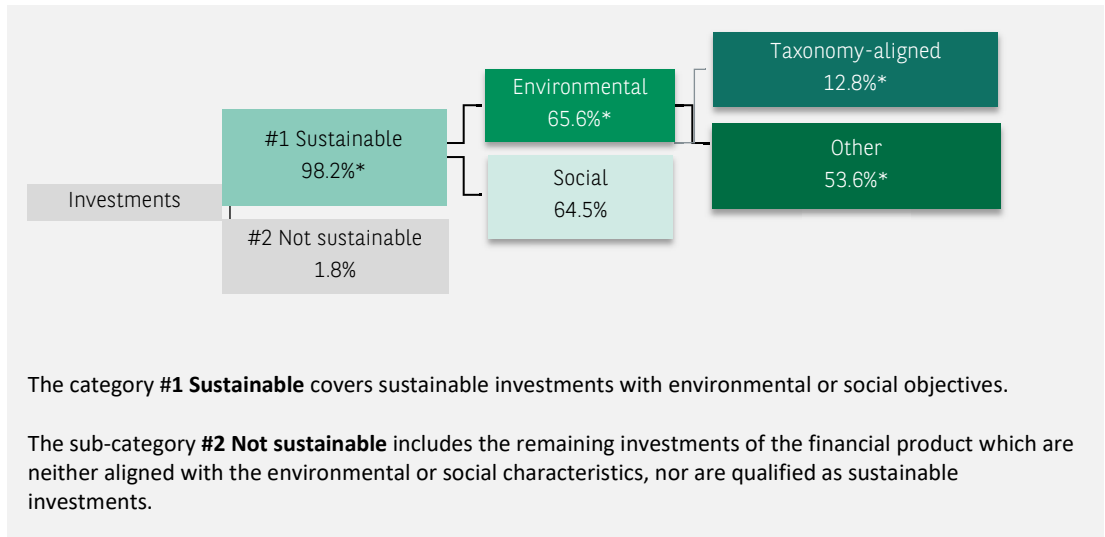 Investments
#1 Sustainable
98.2%*
#2 Not sustainable
1.8%
Environmental
65.6%*
Social
64.5%
Taxonomy-aligned
12.8%*
Other
53.6%*
The category #1 Sustainable covers sustainable investments with environmental or social objectives.
The sub-category #2 Not sustainable includes the remaining investments of the financial product which are
neither aligned with the environmental or social characteristics, nor are qualified as sustainable
investments.